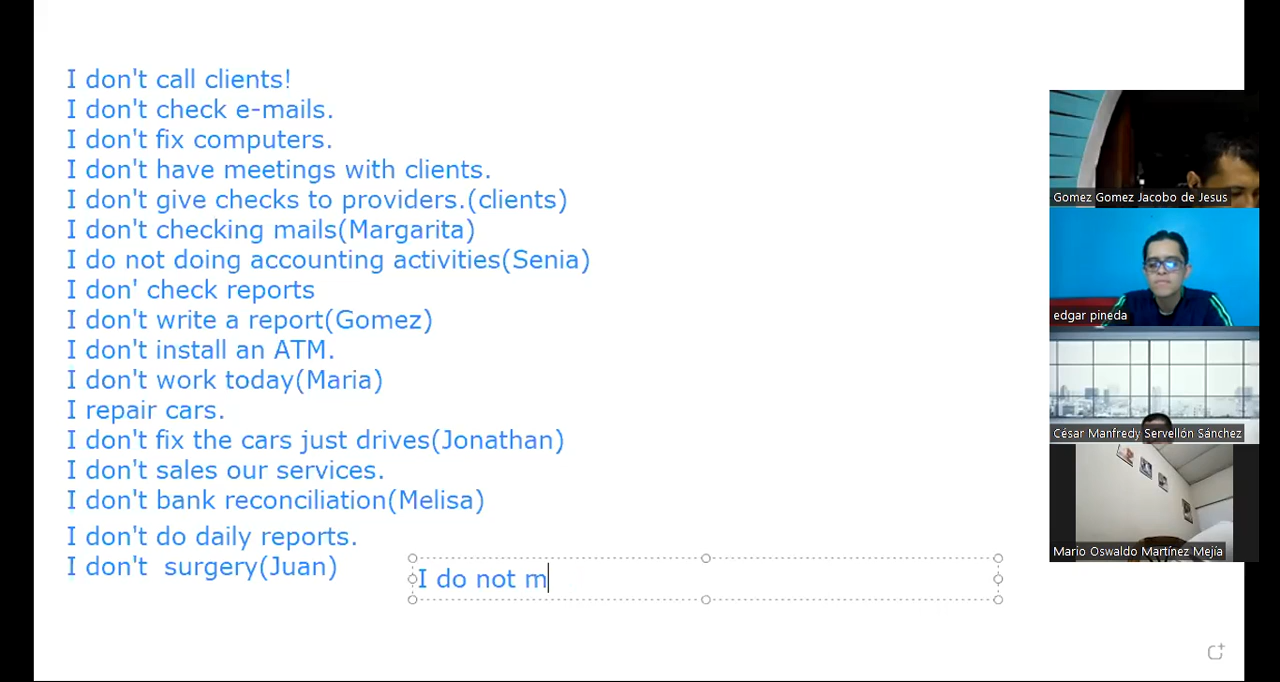 I don't call clients!
I don't check e-mails.
I don't fix computers.
I don't have meetings with clients.
I don't give checks to providers.(clients)
I don't checking mails(Margarita)
I do not doing accounting activities(Senia)
I don' check reports
I don't write a report(Gomez)
I don't install an ATM.
I don't work today(Maria)
I repair cars.
I don't fix the cars just drives(Jonathan)
I don't sales our services.
I don't bank reconciliation(Melisa)
I don't do daily reports.
I don't  surgery(Juan)
I do not m
Gomez Gomez Jacobo de Jesus
edgar pineda
César Manfredy Servellón Sánchez
Mario Oswaldo Martínez Mejía